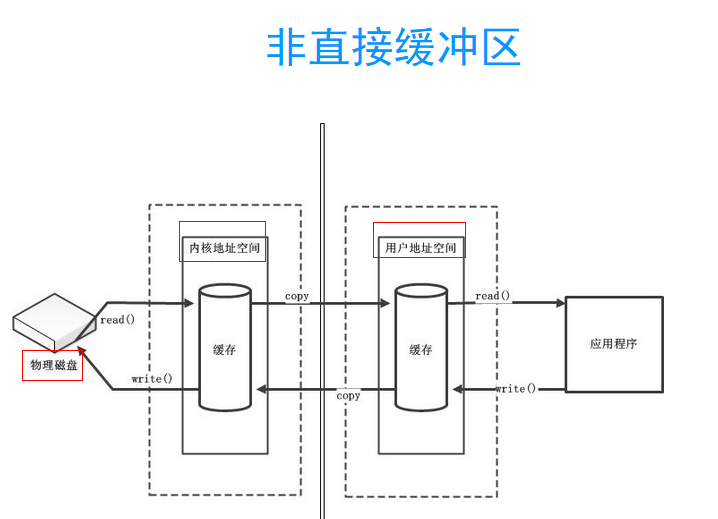 非直接缓冲区
内核地址空间
用户地址空间
copy
read()
read()
缓存
缓存
应用程序
物理磁盘
write()
copy
write()